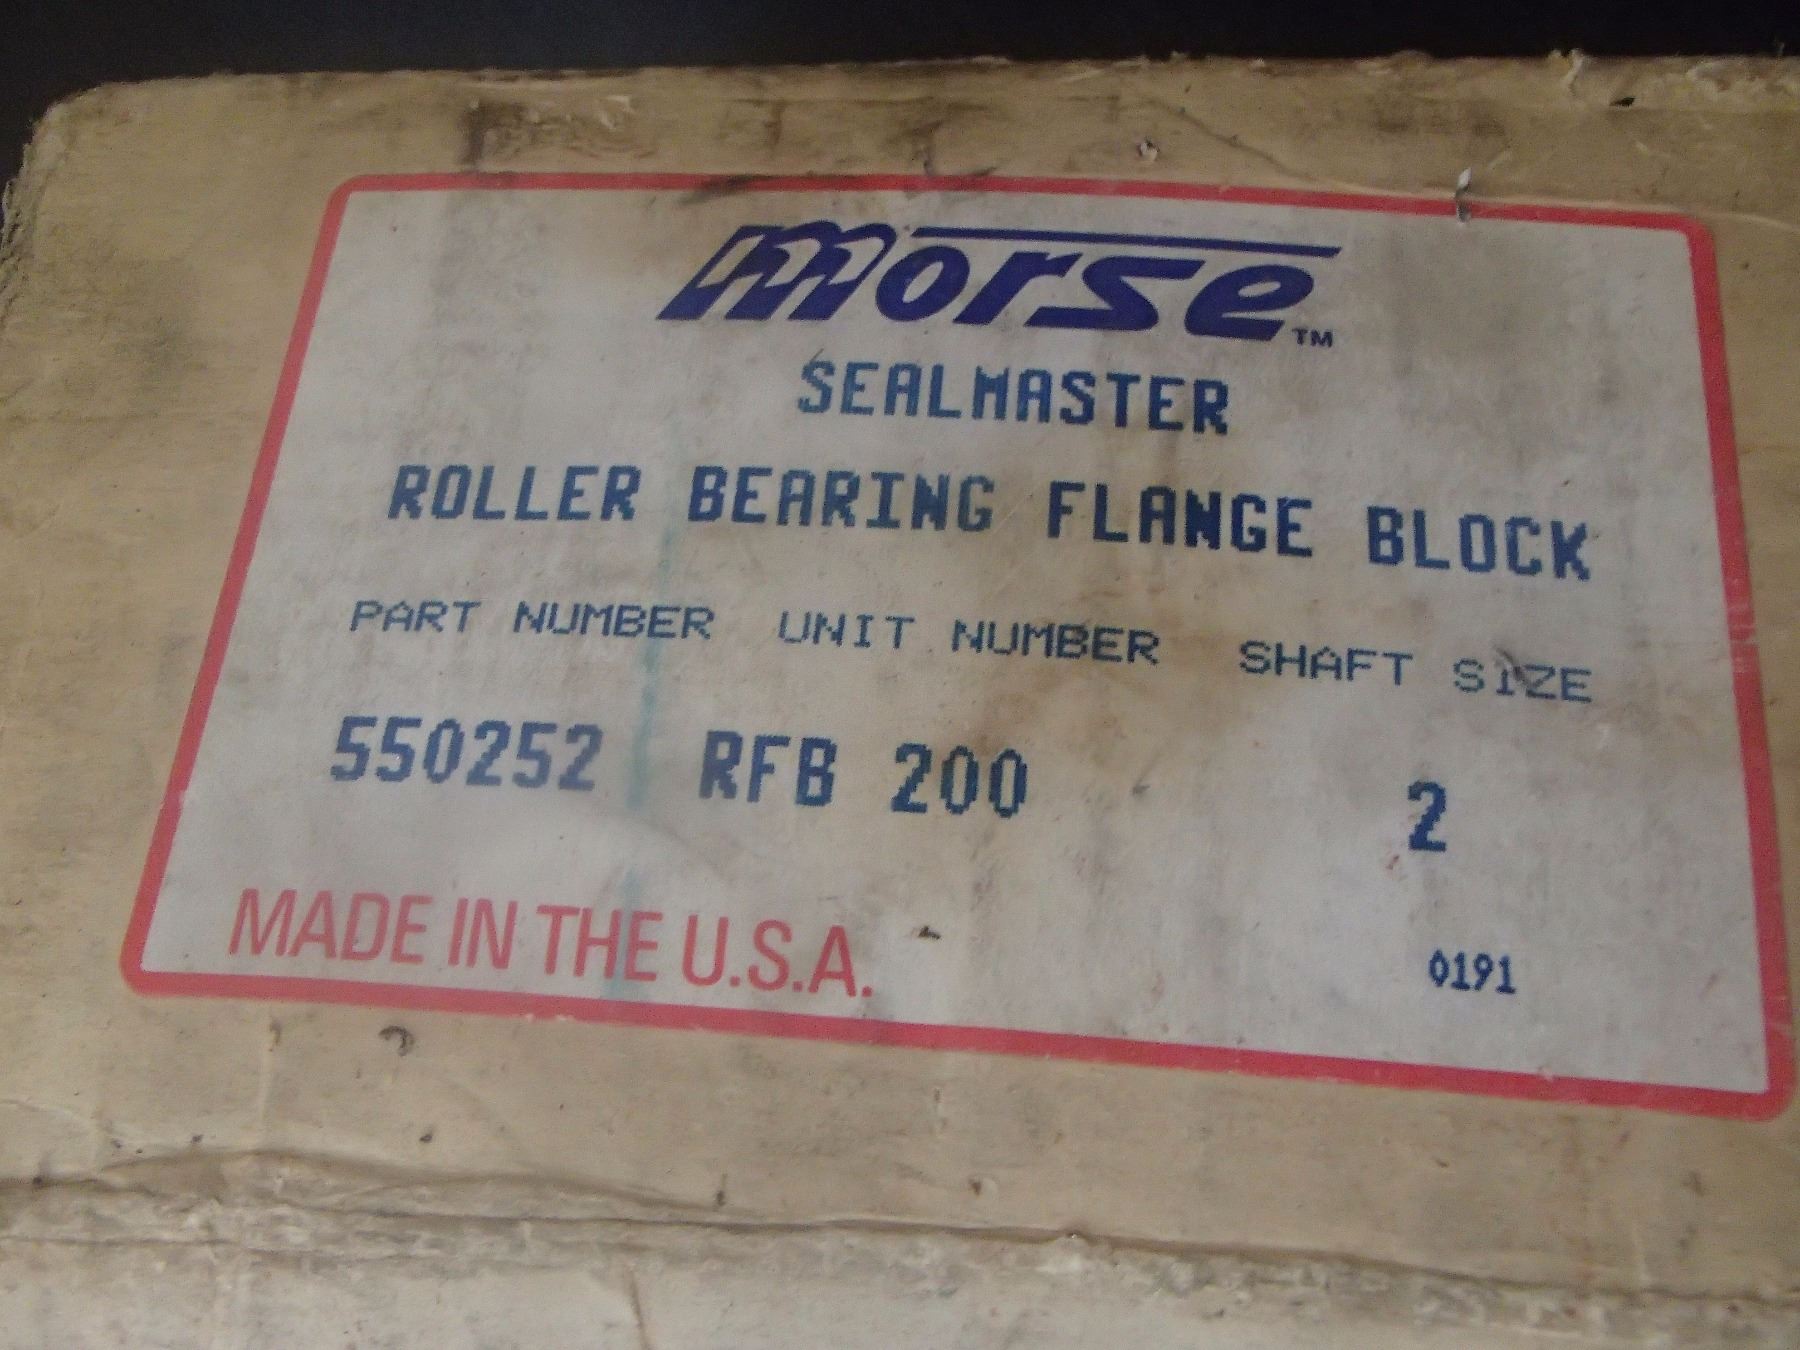 morse™
SEALMASTER
ROLLER BEARING FLANGE BLOCK
PART NUMBER UNIT NUMBER SHAFT SIZE
550252 RFB 200 2
MADE IN THE U.S.A.
0191